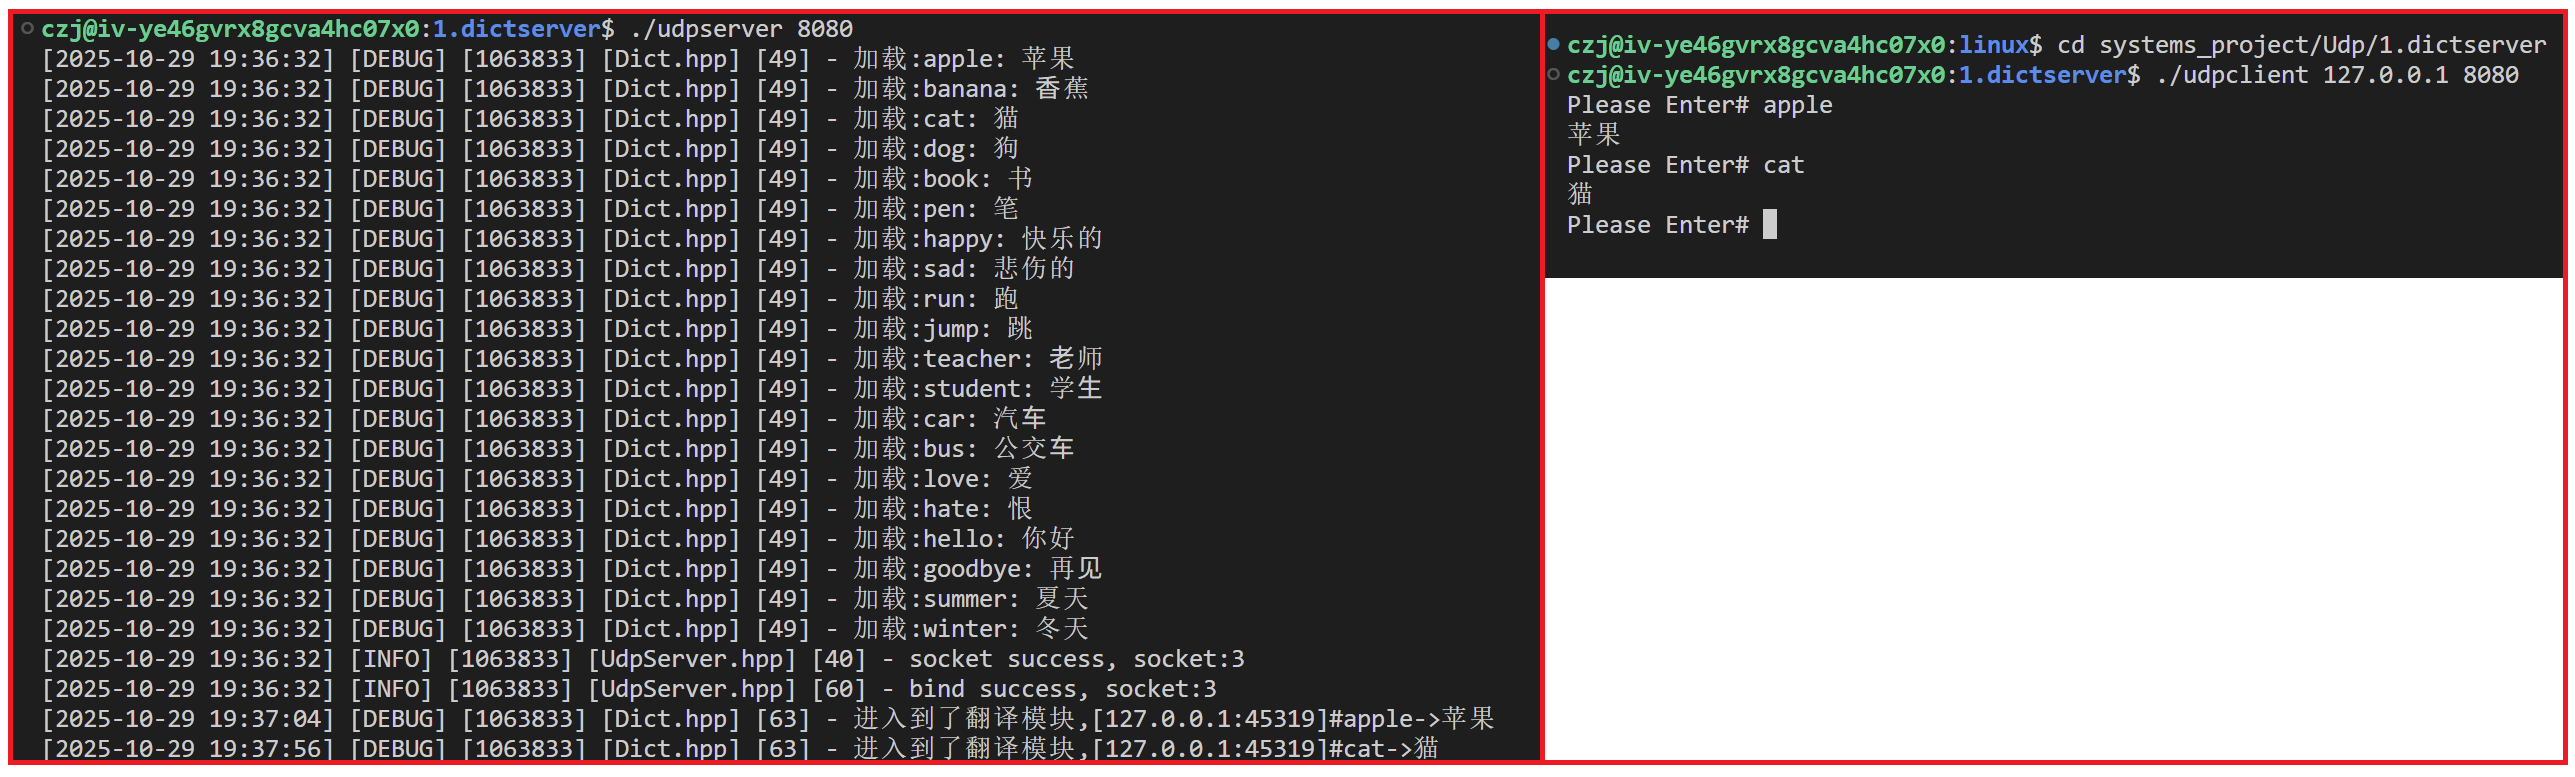 czj@iv-ye46gvrx8gcva4hc07x0:1.dictserver$ ./udpserver 8080
[2025-10-29 19:36:32] [DEBUG] [1063833] [Dict.hpp] [49] - 加载:apple: 苹果
[2025-10-29 19:36:32] [DEBUG] [1063833] [Dict.hpp] [49] - 加载:banana: 香蕉
[2025-10-29 19:36:32] [DEBUG] [1063833] [Dict.hpp] [49] - 加载:cat: 猫
[2025-10-29 19:36:32] [DEBUG] [1063833] [Dict.hpp] [49] - 加载:dog: 狗
[2025-10-29 19:36:32] [DEBUG] [1063833] [Dict.hpp] [49] - 加载:book: 书
[2025-10-29 19:36:32] [DEBUG] [1063833] [Dict.hpp] [49] - 加载:pen: 笔
[2025-10-29 19:36:32] [DEBUG] [1063833] [Dict.hpp] [49] - 加载:happy: 快乐的
[2025-10-29 19:36:32] [DEBUG] [1063833] [Dict.hpp] [49] - 加载:sad: 悲伤的
[2025-10-29 19:36:32] [DEBUG] [1063833] [Dict.hpp] [49] - 加载:run: 跑
[2025-10-29 19:36:32] [DEBUG] [1063833] [Dict.hpp] [49] - 加载:jump: 跳
[2025-10-29 19:36:32] [DEBUG] [1063833] [Dict.hpp] [49] - 加载:teacher: 老师
[2025-10-29 19:36:32] [DEBUG] [1063833] [Dict.hpp] [49] - 加载:student: 学生
[2025-10-29 19:36:32] [DEBUG] [1063833] [Dict.hpp] [49] - 加载:car: 汽车
[2025-10-29 19:36:32] [DEBUG] [1063833] [Dict.hpp] [49] - 加载:bus: 公交车
[2025-10-29 19:36:32] [DEBUG] [1063833] [Dict.hpp] [49] - 加载:love: 爱
[2025-10-29 19:36:32] [DEBUG] [1063833] [Dict.hpp] [49] - 加载:hate: 恨
[2025-10-29 19:36:32] [DEBUG] [1063833] [Dict.hpp] [49] - 加载:hello: 你好
[2025-10-29 19:36:32] [DEBUG] [1063833] [Dict.hpp] [49] - 加载:goodbye: 再见
[2025-10-29 19:36:32] [DEBUG] [1063833] [Dict.hpp] [49] - 加载:summer: 夏天
[2025-10-29 19:36:32] [DEBUG] [1063833] [Dict.hpp] [49] - 加载:winter: 冬天
[2025-10-29 19:36:32] [INFO] [1063833] [UdpServer.hpp] [40] - socket success, socket:3
[2025-10-29 19:36:32] [INFO] [1063833] [UdpServer.hpp] [60] - bind success, socket:3
[2025-10-29 19:37:04] [DEBUG] [1063833] [Dict.hpp] [63] - 进入到了翻译模块,[127.0.0.1:45319]#apple->苹果
[2025-10-29 19:37:56] [DEBUG] [1063833] [Dict.hpp] [63] - 进入到了翻译模块,[127.0.0.1:45319]#cat->猫
czj@iv-ye46gvrx8gcva4hc07x0:linux$ cd systems_project/Udp/1.dictserver
czj@iv-ye46gvrx8gcva4hc07x0:1.dictserver$ ./udpclient 127.0.0.1 8080
Please Enter# apple
苹果
Please Enter# cat
猫
Please Enter#